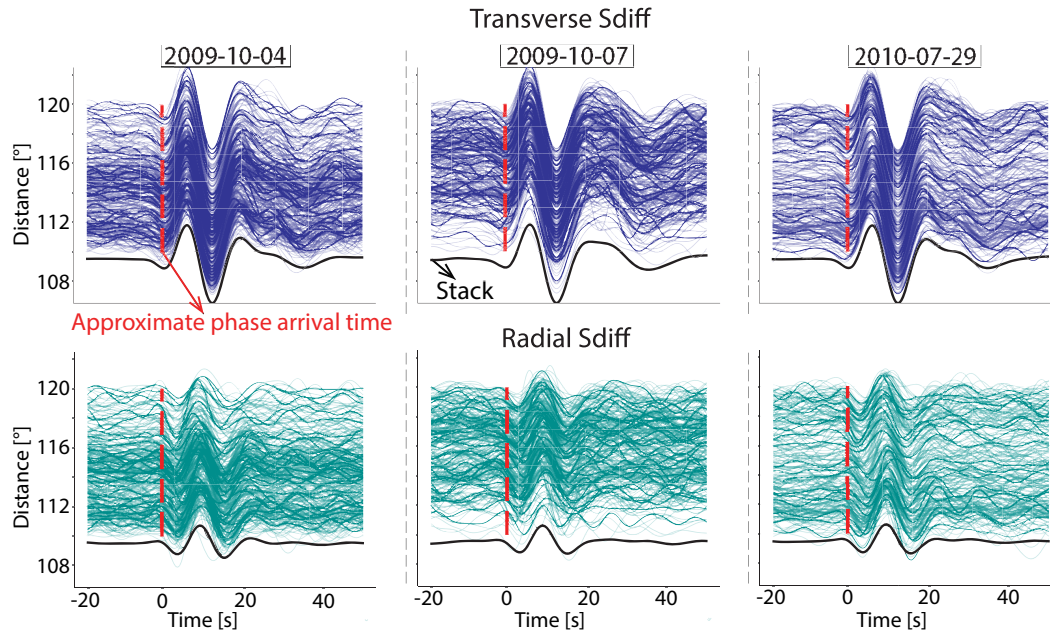 Transverse Sdiff
2009-10-04
2009-10-07
2010-07-29
Distance [°]
120
116
112
108
Stack
Approximate phase arrival time
Radial Sdiff
Distance [°]
120
116
112
108
-20 0 20 40
-20 0 20 40
-20 0 20 40
Time [s]
Time [s]
Time [s]